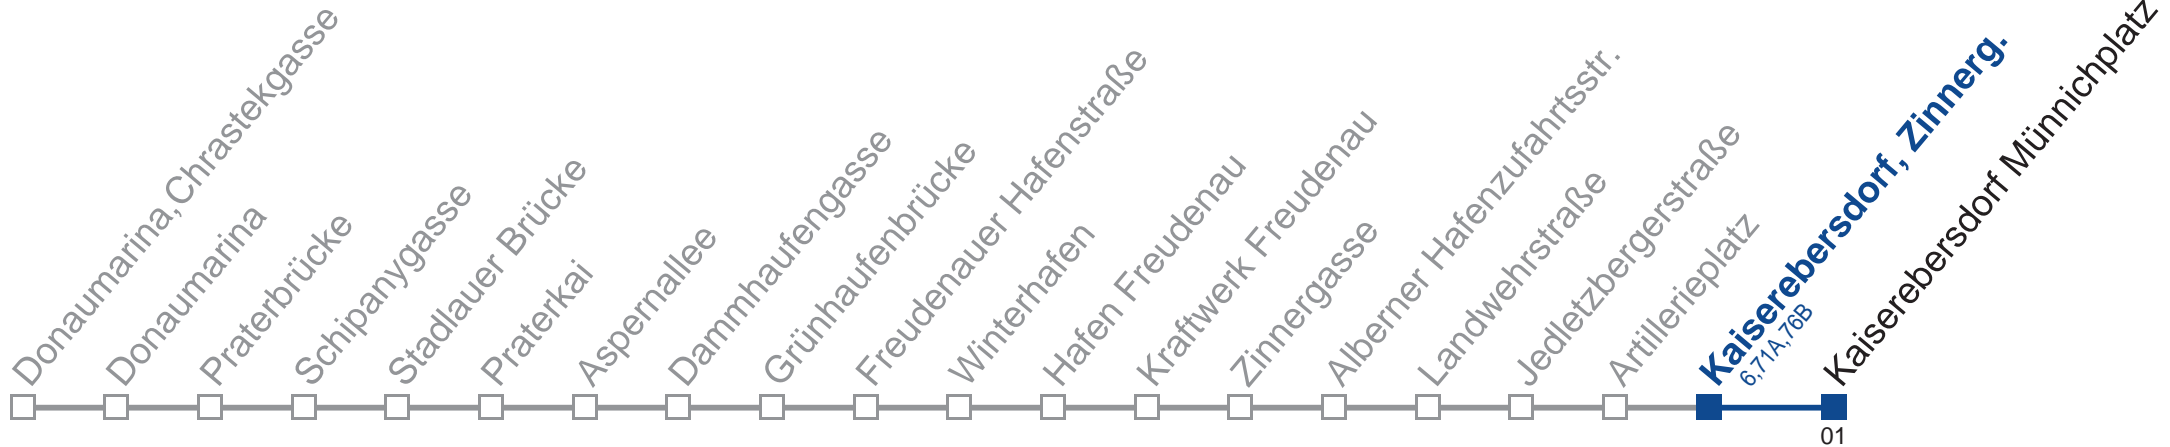 Donaumarina, Chrastekgasse
Donaumarina
Praterbrücke
Schipanygasse
Stadlauer Brücke
Praterkai
Aspernallee
Dammhaufengasse
Grünhaufenbrücke
Freudenauer Hafenstraße
Winterhafen
Hafen Freudenau
Kraftwerk Freudenau
Zinnergasse
Alberner Hafenzufahrtsstr.
Landwehrstraße
Jedletzbergerstraße
Artillerieplatz
Kaiserebersdorf, Zinnerg.
6,71A,76B
Kaiserebersdorf Münnichplatz
01